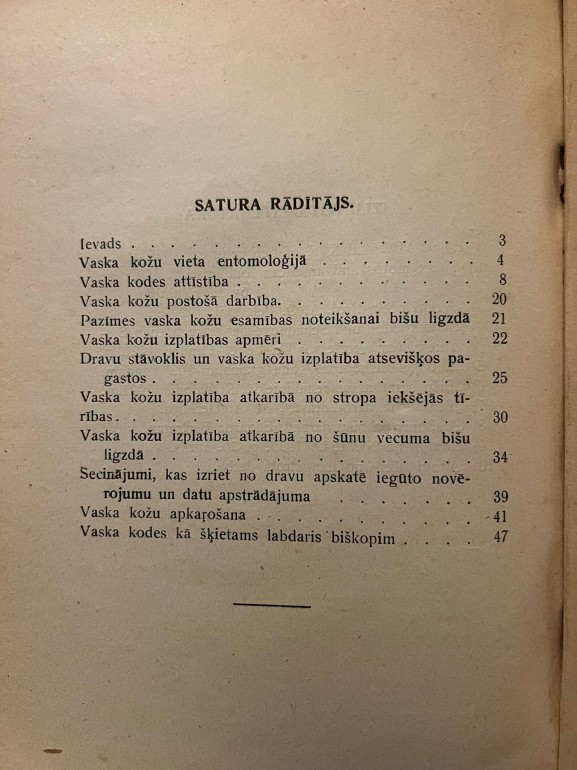 SATURA RĀDĪTĀJS.
Ievads . . . . . . . . . . . . . . . . . 3
Vaska kožu vieta entomoloģijā . . . . . . . . 4
Vaska kodes attīstība . . . . . . . . . . . . 8
Vaska kožu postošā darbība. . . . . . . . . . 20
Pazīmes vaska kožu esamības noteikšanai bišu ligzdā 21
Vaska kožu izplatības apmēri . . . . . . . . . 22
Dravu stāvoklis un vaska kožu izplatība atsevišķos pa-
gastos . . . . . . . . . . . . . . . . 25
Vaska kožu izplatība atkarībā no stropa iekšējās tī-
rības. . . . . . . . . . . . . . . . . . 30
Vaska kožu izplatība atkarībā no šūnu vecuma bišu
ligzdā . . . . . . . . . . . . . . . . 34
Secinājumi, kas izriet no dravu apskatē iegūto novē-
rojumu un datu apstrādājuma . . . . . . . 39
Vaska kožu apkaŗošana . . . . . . . . . . . 41
Vaska kodes kā šķietams labdaris biškopim . . . . 47